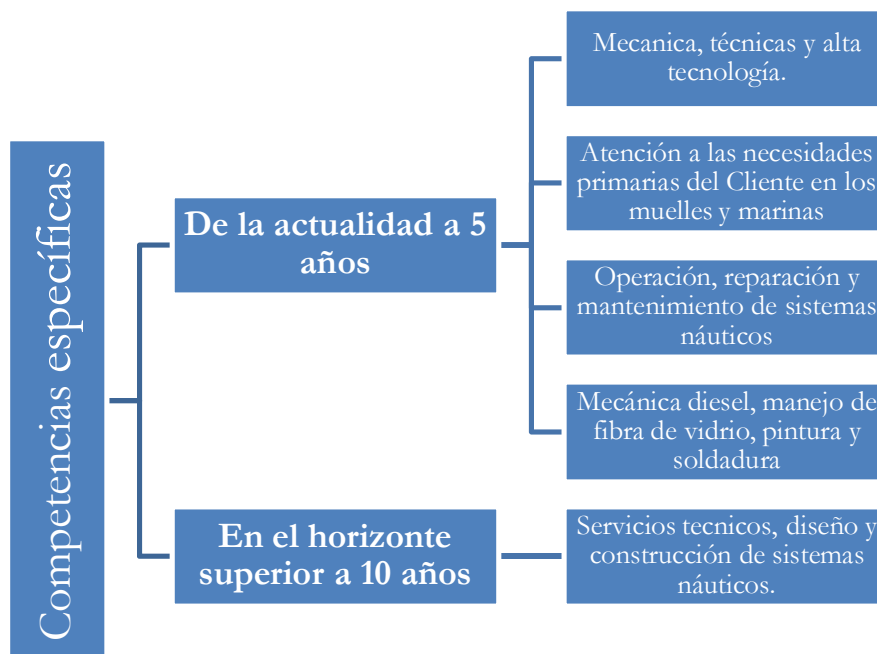 Competencias específicas
De la actualidad a 5
años
Mecanica, técnicas y alta
tecnología.
Atención a las necesidades
primarias del Cliente en los
muelles y marinas
Operación, reparación y
mantenimiento de sistemas
náuticos
Mecánica diesel, manejo de
fibra de vidrio, pintura y
soldadura
En el horizonte
superior a 10 años
Servicios tecnicos, diseño y
construcción de sistemas
náuticos.